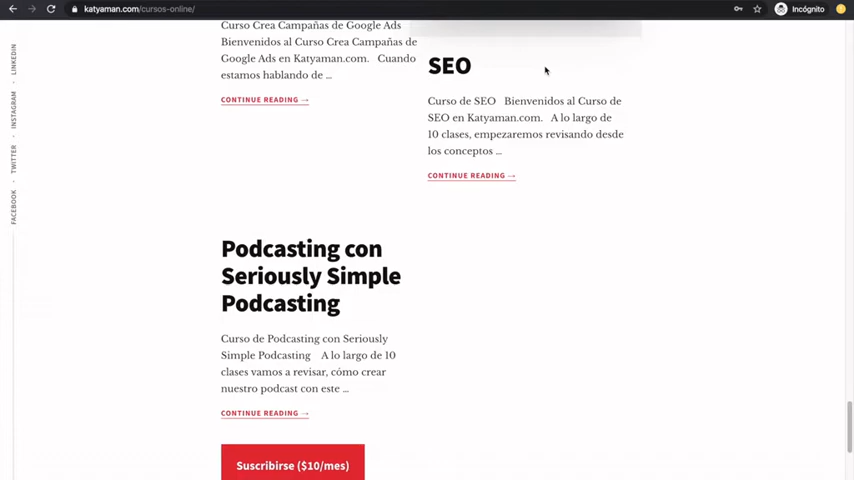 katyaman.com/cursos-online/
Incógnito
LINKEDIN
INSTAGRAM
TWITTER
FACEBOOK
Curso Crea Campañas de Google Ads
Bienvenidos al Curso Crea Campañas de
Google Ads en Katyaman.com. Cuando
estamos hablando de ...
CONTINUE READING →
SEO
Curso de SEO Bienvenidos al Curso de
SEO en Katyaman.com. A lo largo de
10 clases, empezaremos revisando desde
los conceptos ...
CONTINUE READING →
Podcasting con
Seriously Simple
Podcasting
Curso de Podcasting con Seriously
Simple Podcasting A lo largo de 10
clases vamos a revisar, cómo crear
nuestro podcast con este ...
CONTINUE READING →
Suscribirse ($10/mes)